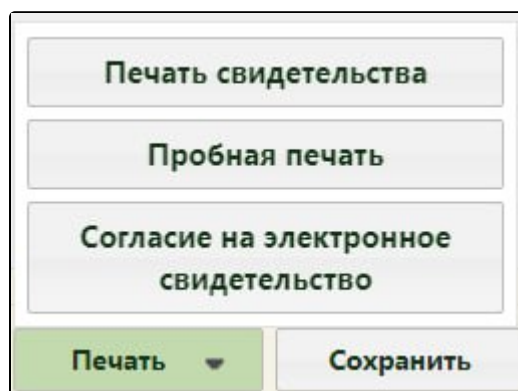 Печать свидетельства
Пробная печать
Согласие на электронное
свидетельство
Печать
Сохранить